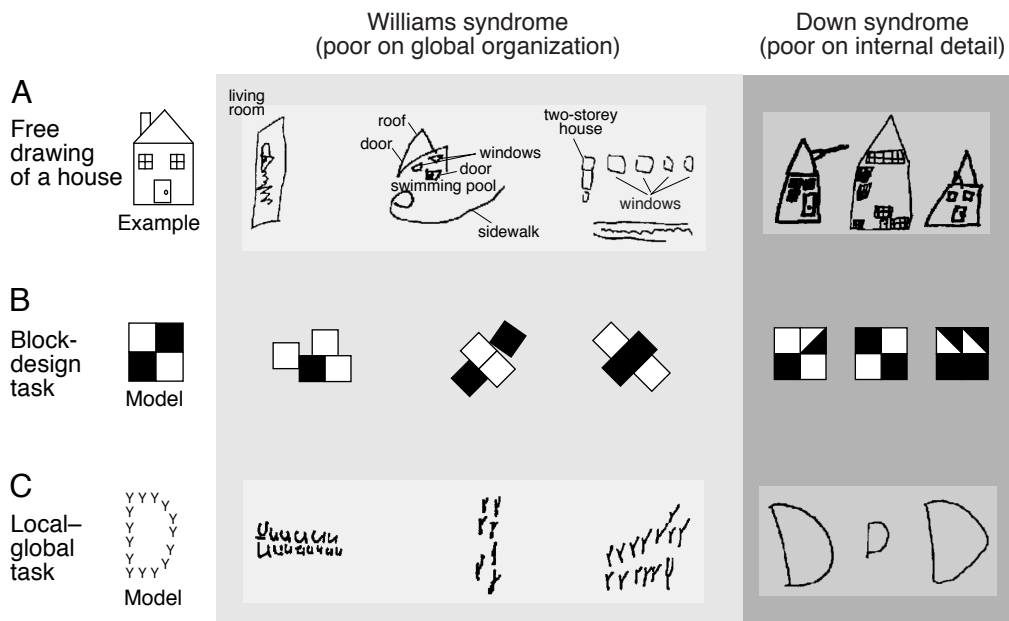 Williams syndrome
(poor on global organization)
Down syndrome
(poor on internal detail)
A
Free
drawing
of a house
Example
living
room
roof
door
windows
door
swimming pool
sidewalk
two-storey
house
windows
B
Block-
design
task
Model
C
Local–
global
task
Y Y Y
Y Y
Y Y
Y Y
Y Y
Y Y
Y Y Y
Model